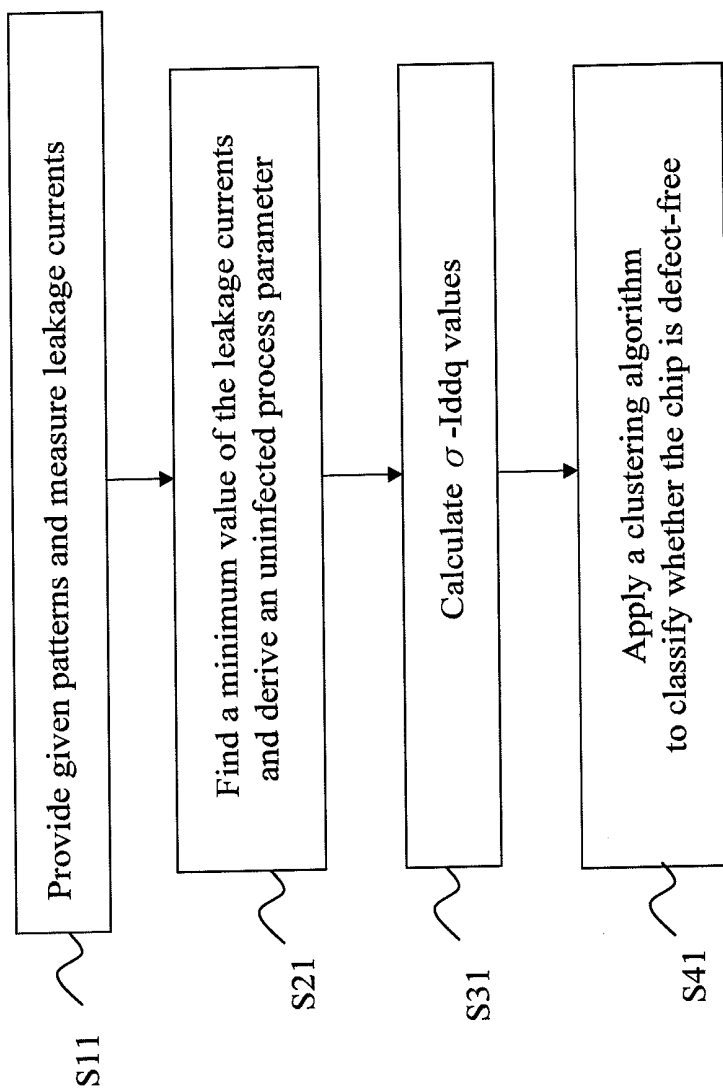 S11
Provide given patterns and measure leakage currents
S21
Find a minimum value of the leakage currents
and derive an uninfected process parameter
S31
Calculate σ -Iddq values
S41
Apply a clustering algorithm
to classify whether the chip is defect-free